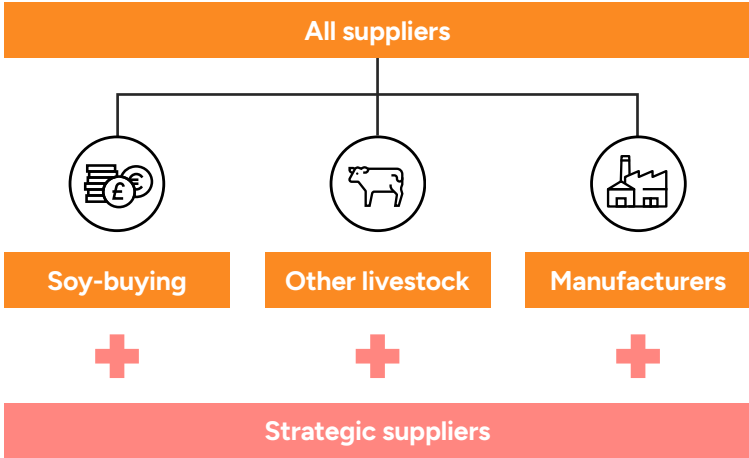 All suppliers
£
€
Soy-buying
Other livestock
Manufacturers
Strategic suppliers